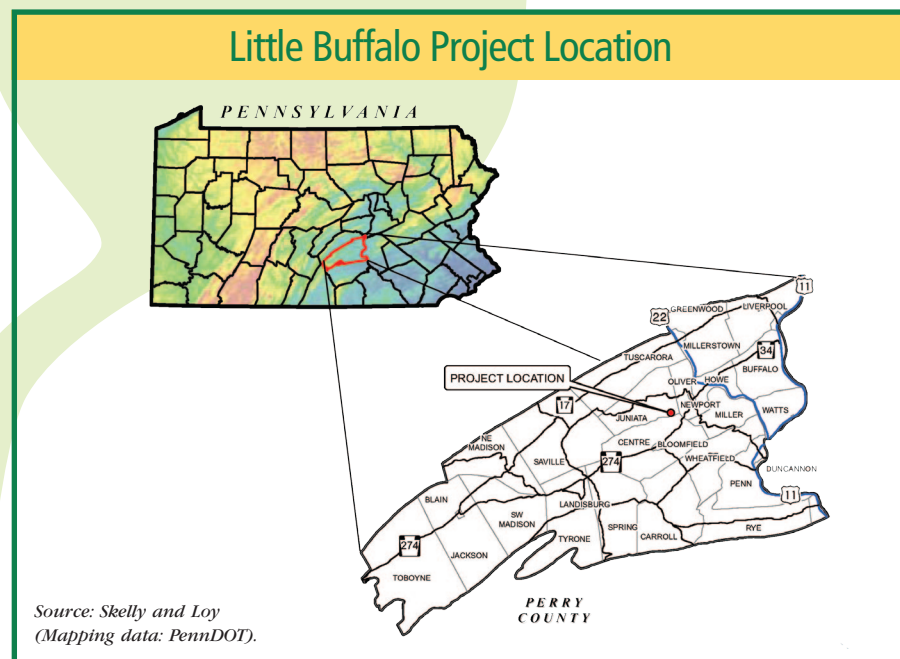 Little Buffalo Project Location
PENNSYLVANIA
11
GREENWOOD
LIVERPOOL
22
MILLERSTOWN
34
TUSCARORA
BUFFALO
PROJECT LOCATION
OLIVER
HOWE
17
NEWPORT
JUNIATA
MILLER
WATTS
NE
MADISON
CENTRE
BLOOMFIELD
SAVILLE
274
WHEATFIELD
DUNCANNON
PENN
BLAIN
11
LANDISBURG
SW
MADISON
SPRING
RYE
CARROLL
TYRONE
274
JACKSON
TOBOYNE
PERRY
COUNTY
Source: Skelly and Loy
(Mapping data: PennDOT).